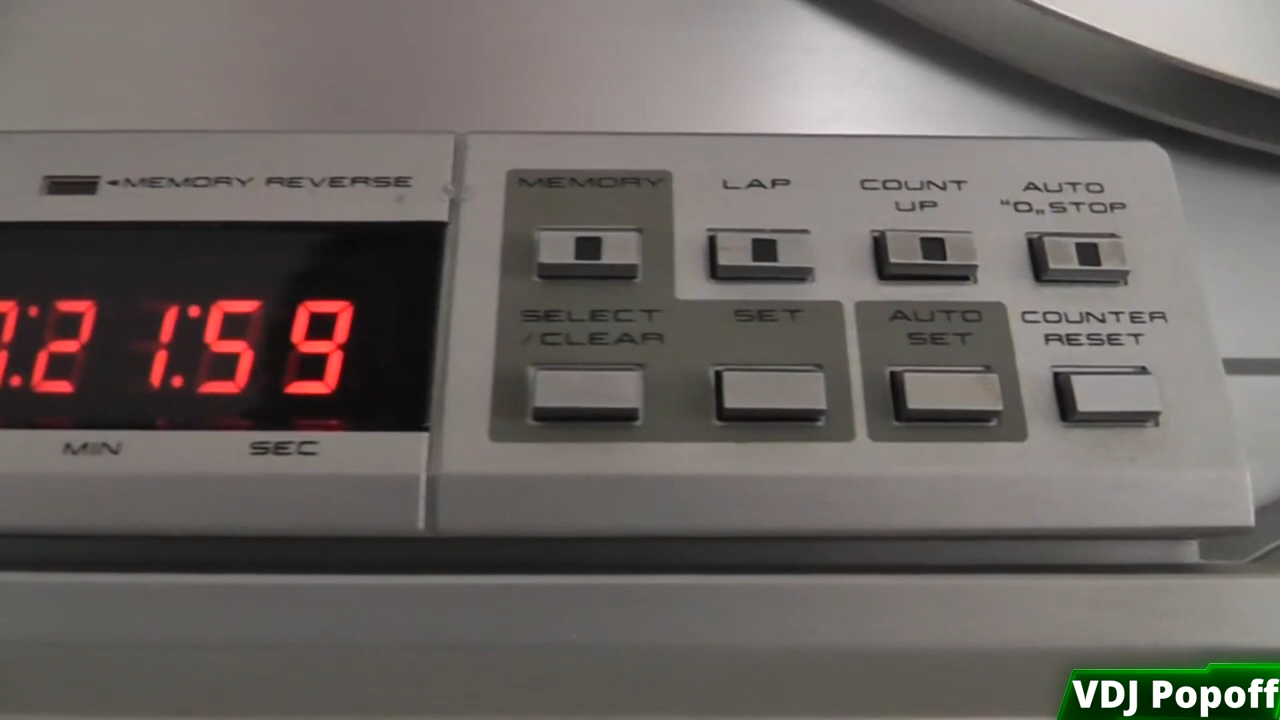 ◄MEMORY REVERSE
:21:59
MIN SEC
MEMORY
LAP
COUNT
UP
AUTO
"0„STOP
SELECT
/CLEAR
SET
AUTO
SET
COUNTER
RESET
VDJ Popoff